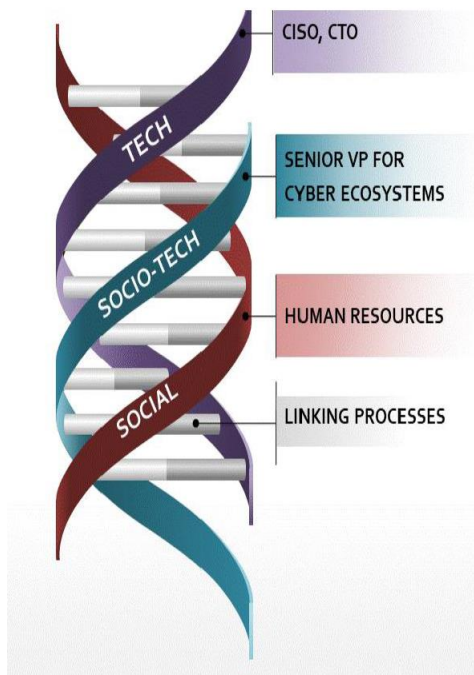 CISO, CTO
TECH
SENIOR VP FOR
CYBER ECOSYSTEMS
SOCIO-TECH
HUMAN RESOURCES
SOCIAL
LINKING PROCESSES